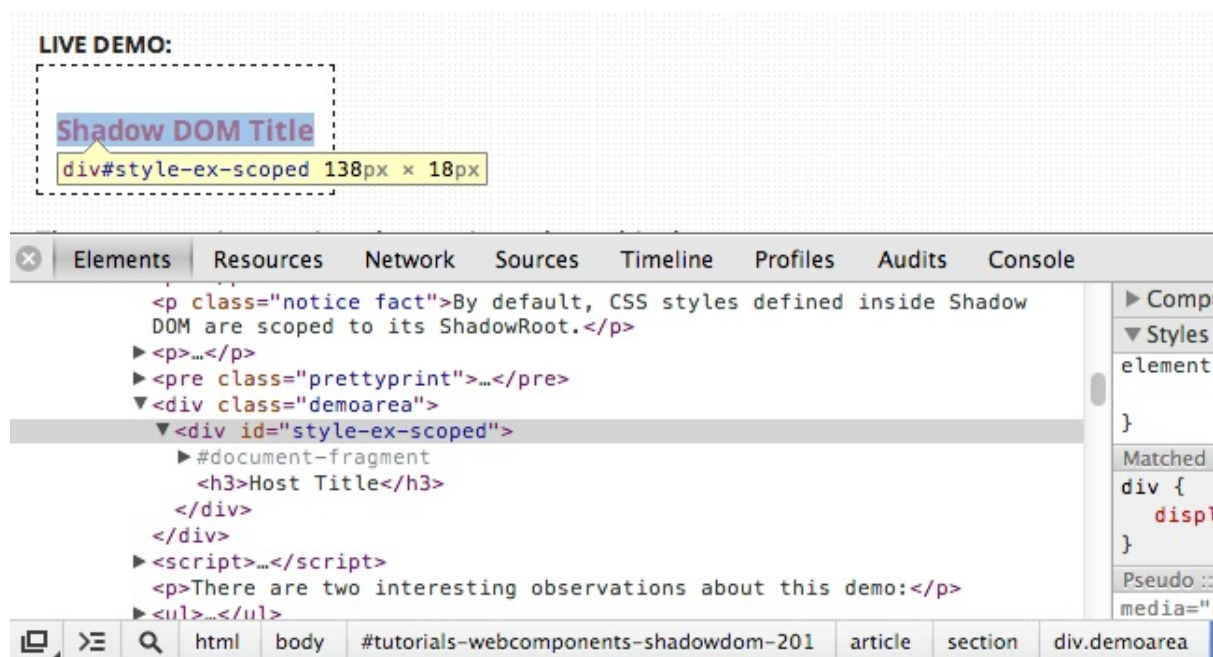 LIVE DEMO:
Shadow DOM Title
div#style-ex-scoped 138px × 18px
Elements Resources Network Sources Timeline Profiles Audits Console
<p class="notice fact">By default, CSS styles defined inside Shadow
DOM are scoped to its ShadowRoot.</p>
▶<p>…</p>
▶<pre class="prettyprint">…</pre>
▼<div class="demoarea">
▼<div id="style-ex-scoped">
▶#document-fragment
<h3>Host Title</h3>
</div>
</div>
▶<script>…</script>
<p>There are two interesting observations about this demo:</p>
▶<ul>…</ul>
▶ Compu
▼ Styles
element
}
Matched
div {
displ
}
Pseudo ::
media="
html body #tutorials-webcomponents-shadowdom-201 article section div.demoarea